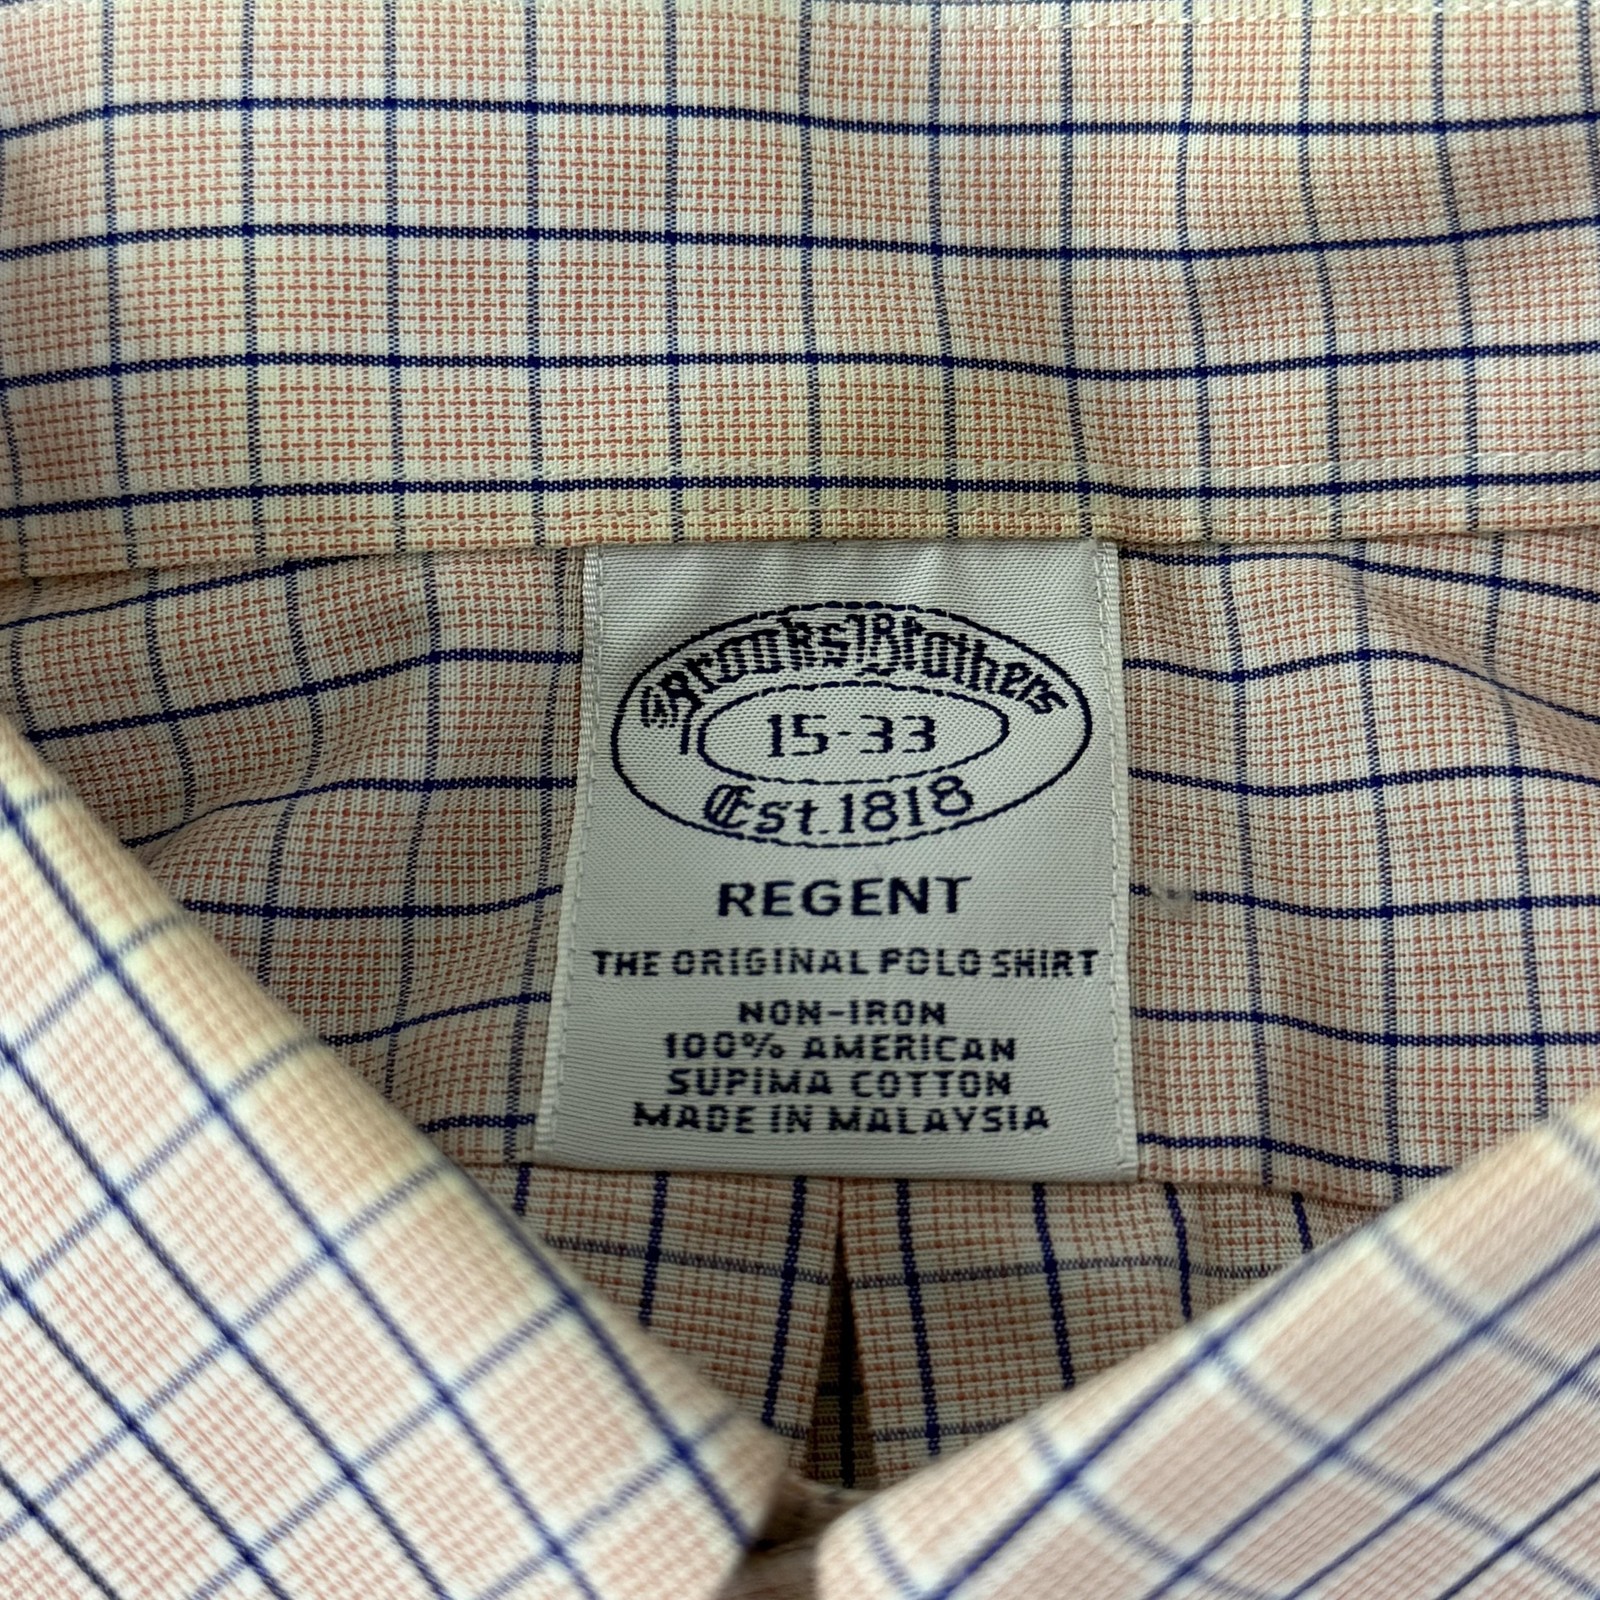 Brooks Brothers
15-33
Est. 1818
REGENT
THE ORIGINAL POLO SHIRT
NON-IRON
100% AMERICAN
SUPIMA COTTON
MADE IN MALAYSIA